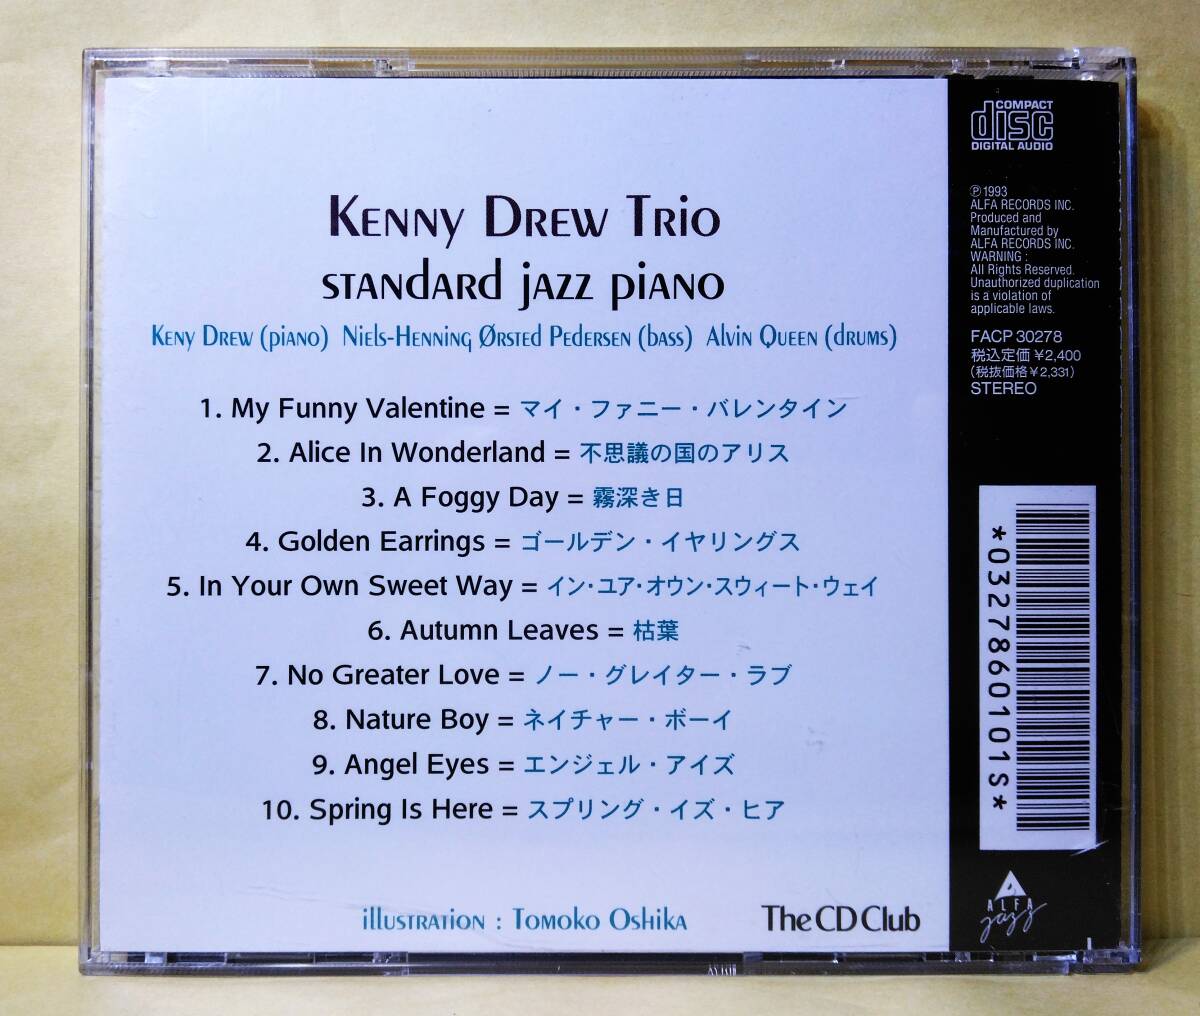 Kenny Drew Trio
standard jazz piano
Keny Drew (piano) Niels-Henning Ørsted Pedersen (bass) Alvin Queen (drums)
1. My Funny Valentine = マイ・ファニー・バレンタイン
2. Alice In Wonderland = 不思議の国のアリス
3. A Foggy Day = 霧深き日
4. Golden Earrings = ゴールデン・イヤリングス
5. In Your Own Sweet Way = イン・ユア・オウン・スウィート・ウェイ
6. Autumn Leaves = 枯葉
7. No Greater Love = ノー・グレイター・ラブ
8. Nature Boy = ネイチャー・ボーイ
9. Angel Eyes = エンジェル・アイズ
10. Spring Is Here = スプリング・イズ・ヒア
illustration : Tomoko Oshika
The CD Club
COMPACT
disc
DIGITAL AUDIO
Ⓟ1993
ALFA RECORDS INC.
Produced and
Manufactured by
ALFA RECORDS INC.
WARNING :
All Rights Reserved.
Unauthorized duplication
is a violation of
applicable laws.
FACP 30278
税込定価¥2,400
(税抜価格¥2,331)
STEREO
*0327860101S*
ALFA
jazz